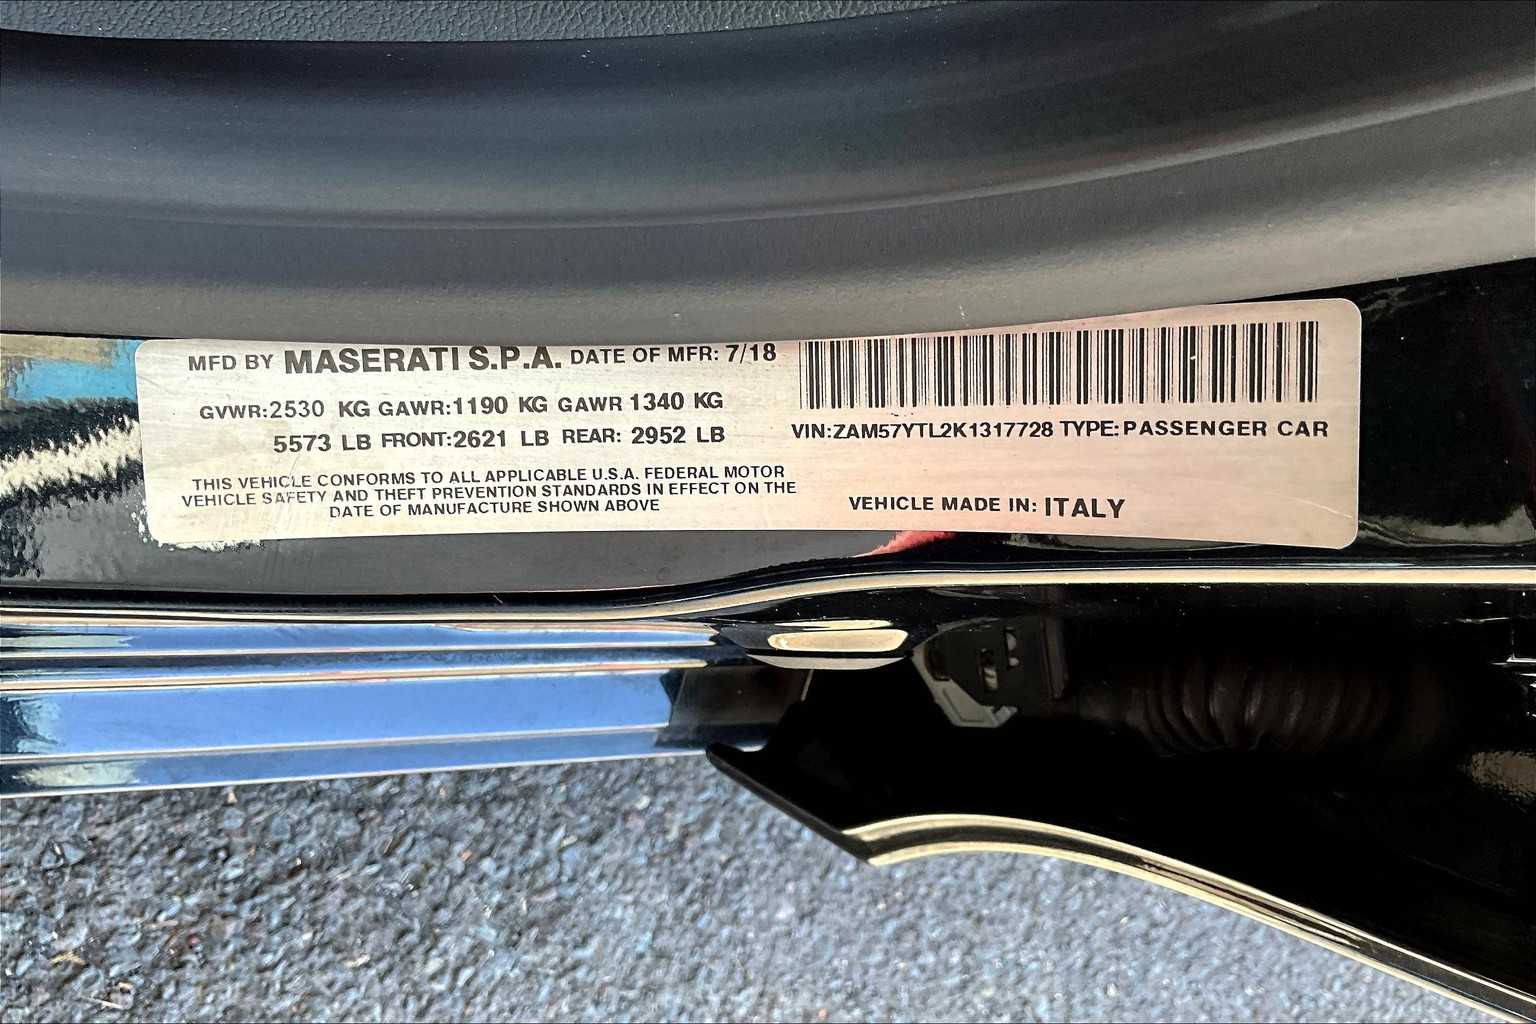 MFD BY MASERATI S.P.A. DATE OF MFR: 7/18
GVWR:2530 KG GAWR:1190 KG GAWR 1340 KG
5573 LB FRONT:2621 LB REAR: 2952 LB
THIS VEHICLE CONFORMS TO ALL APPLICABLE U.S.A. FEDERAL MOTOR
VEHICLE SAFETY AND THEFT PREVENTION STANDARDS IN EFFECT ON THE
DATE OF MANUFACTURE SHOWN ABOVE
VIN:ZAM57YTL2K1317728 TYPE:PASSENGER CAR
VEHICLE MADE IN: ITALY